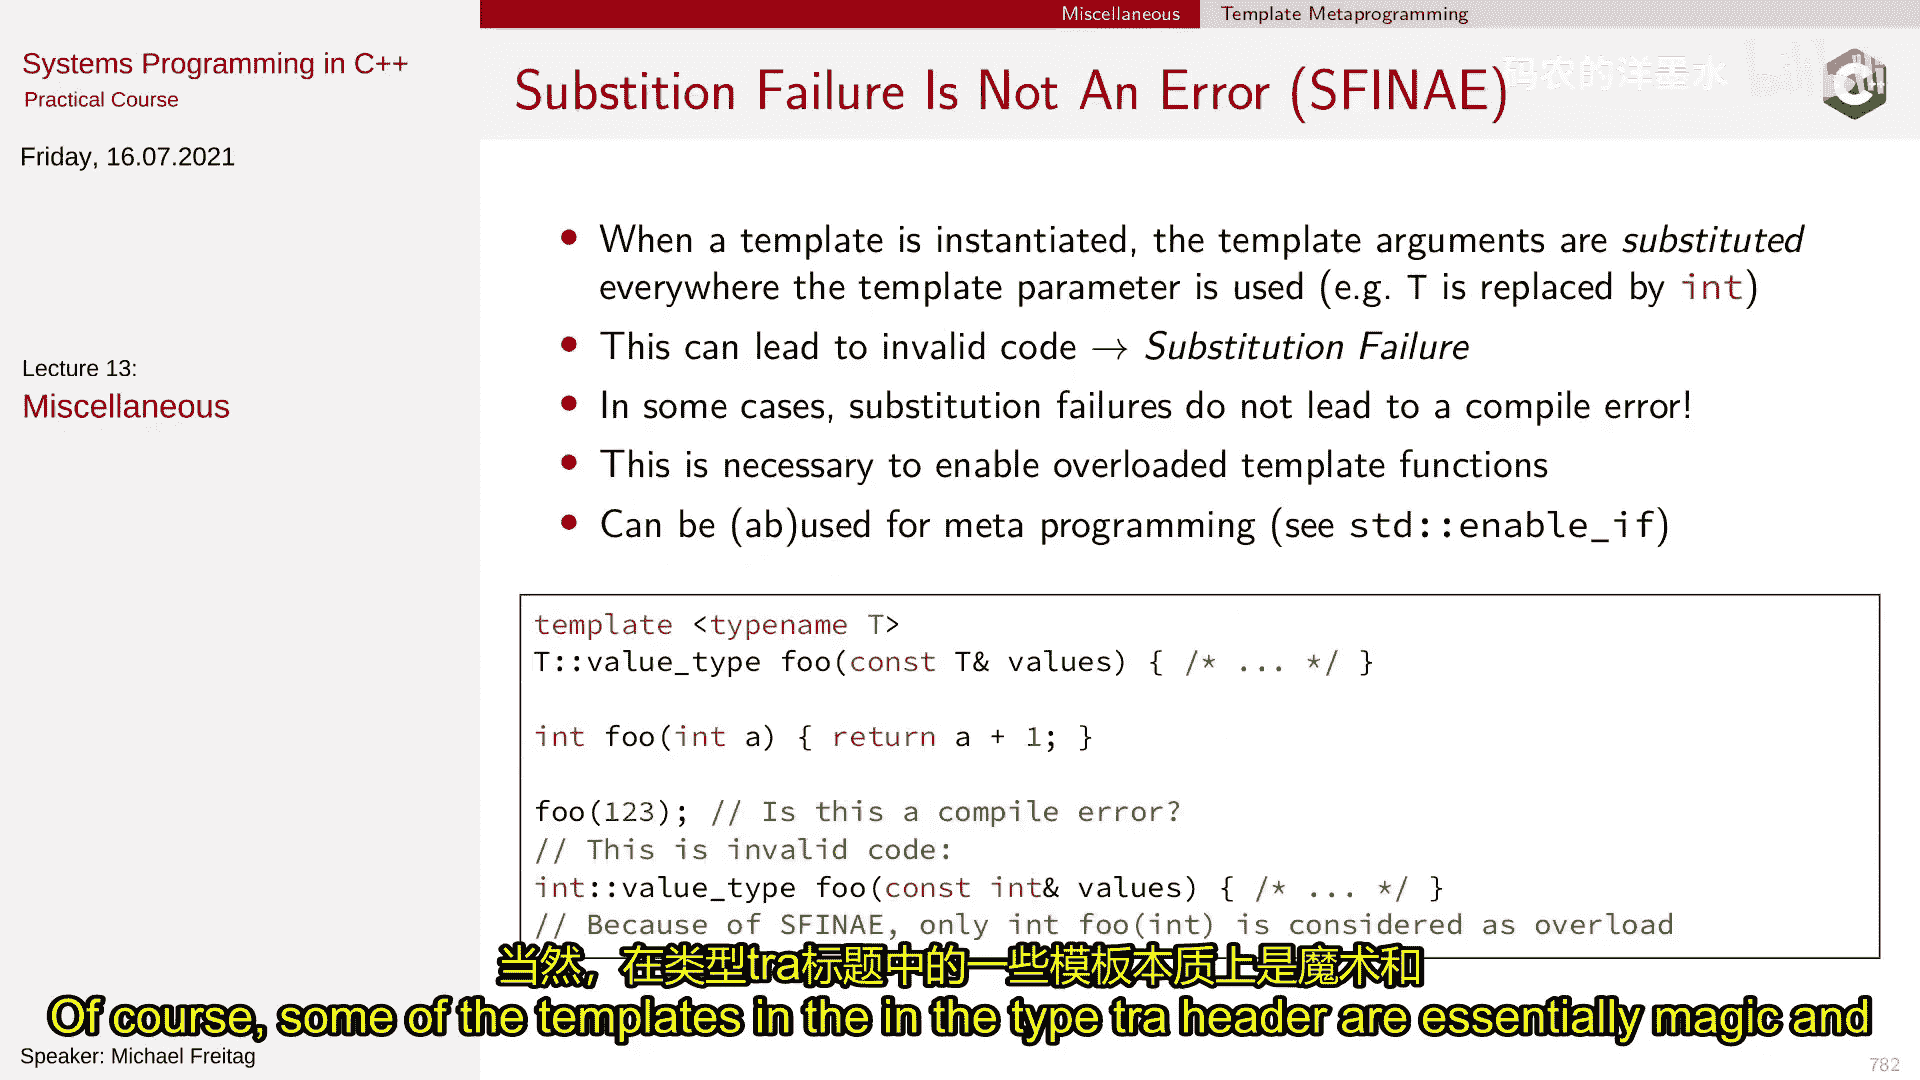 Miscellaneous
Template Metaprogramming
Systems Programming in C++
Practical Course
Friday, 16.07.2021
Lecture 13:
Miscellaneous
Substition Failure Is Not An Error (SFINAE)
码农的洋墨水
• When a template is instantiated, the template arguments are substituted
everywhere the template parameter is used (e.g. T is replaced by int)
• This can lead to invalid code → Substitution Failure
• In some cases, substitution failures do not lead to a compile error!
• This is necessary to enable overloaded template functions
• Can be (ab)used for meta programming (see std::enable_if)
template <typename T>
T::value_type foo(const T& values) { /* ... */ }
int foo(int a) { return a + 1; }
foo(123); // Is this a compile error?
// This is invalid code:
int::value_type foo(const int& values) { /* ... */ }
// Because of SFINAE, only int foo(int) is considered as overload
当然，在类型tra标题中的一些模板本质上是魔术和
Of course, some of the templates in the in the type tra header are essentially magic and
Speaker: Michael Freitag
782